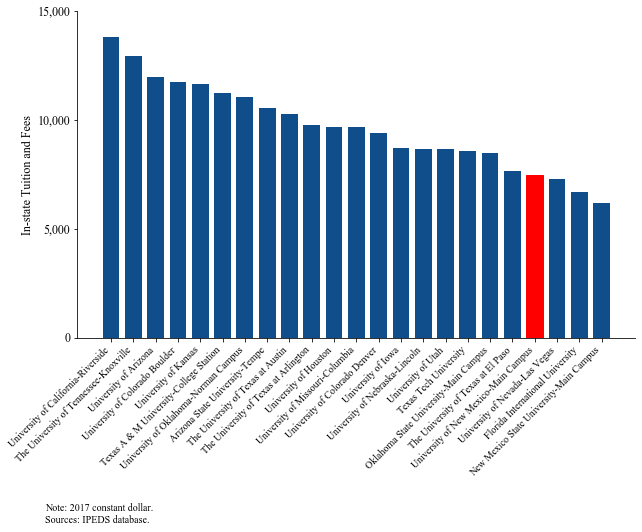 15,000
10,000
5,000
0
In-state Tuition and Fees
University of California-Riverside
The University of Tennessee-Knoxville
University of Arizona
University of Colorado Boulder
University of Kansas
Texas A & M University-College Station
University of Oklahoma-Norman Campus
Arizona State University-Tempe
The University of Texas at Austin
The University of Texas at Arlington
University of Houston
University of Missouri-Columbia
University of Colorado Denver
University of Iowa
University of Nebraska-Lincoln
University of Utah
Texas Tech University
Oklahoma State University-Main Campus
The University of Texas at El Paso
University of New Mexico-Main Campus
University of Nevada-Las Vegas
Florida International University
New Mexico State University-Main Campus
Note: 2017 constant dollar.
Sources: IPEDS database.